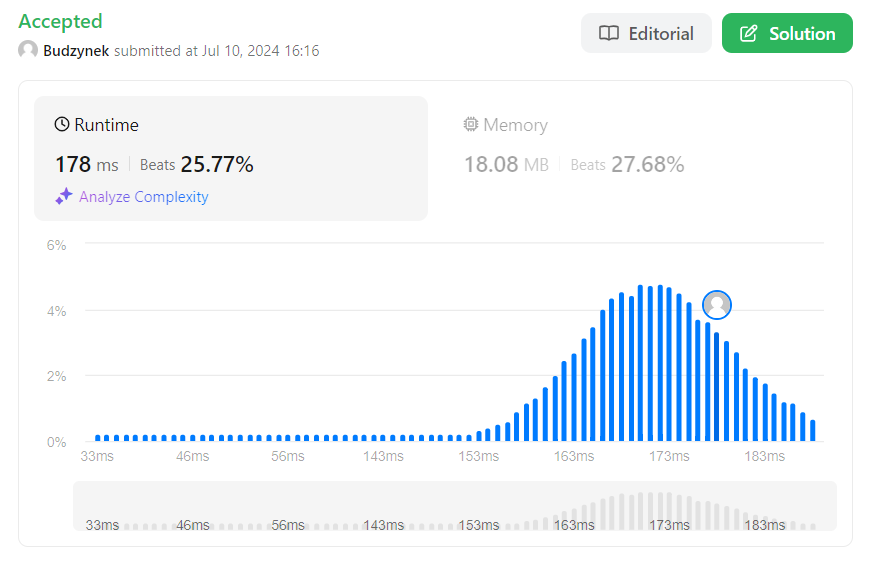 Accepted
Budzynek submitted at Jul 10, 2024 16:16
Editorial
Solution
Runtime
178 ms
Beats 25.77%
Analyze Complexity
Memory
18.08 MB
Beats 27.68%
6%
4%
2%
0%
33ms 46ms 56ms 143ms 153ms 163ms 173ms 183ms
33ms 46ms 56ms 143ms 153ms 163ms 173ms 183ms